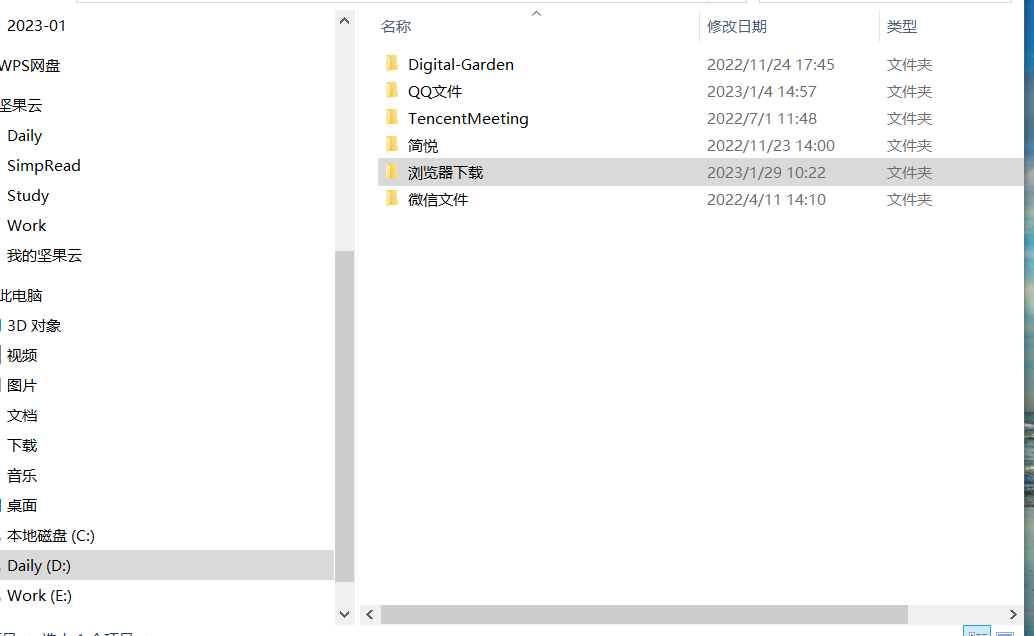 2023-01
WPS网盘
坚果云
Daily
SimpRead
Study
Work
我的坚果云
此电脑
3D 对象
视频
图片
文档
下载
音乐
桌面
本地磁盘 (C:)
Daily (D:)
Work (E:)
名称 修改日期 类型
Digital-Garden 2022/11/24 17:45 文件夹
QQ文件 2023/1/4 14:57 文件夹
TencentMeeting 2022/7/1 11:48 文件夹
简悦 2022/11/23 14:00 文件夹
浏览器下载 2023/1/29 10:22 文件夹
微信文件 2022/4/11 14:10 文件夹